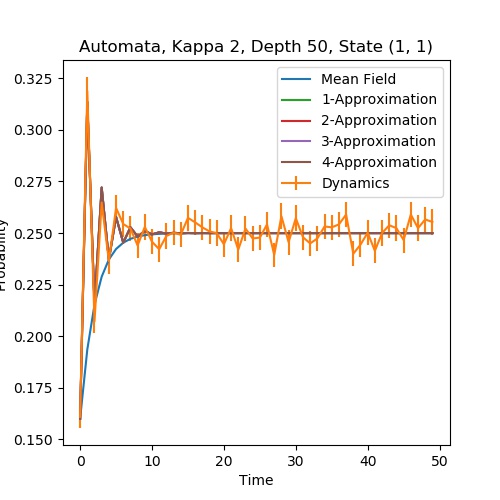 Automata, Kappa 2, Depth 50, State (1, 1)
Mean Field
1-Approximation
2-Approximation
3-Approximation
4-Approximation
Dynamics
0.325
0.300
0.275
0.250
0.225
0.200
0.175
0.150
Probability
0 10 20 30 40 50
Time